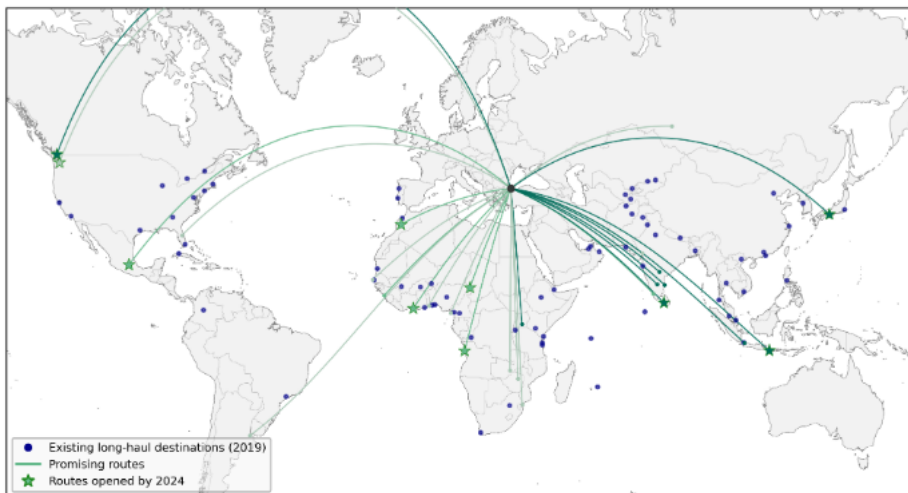 Existing long-haul destinations (2019)
Promising routes
Routes opened by 2024